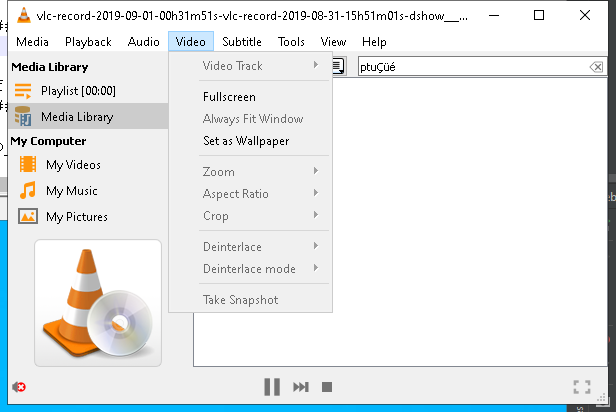 vlc-record-2019-09-01-00h31m51s-vlc-record-2019-08-31-15h51m01s-dshow__-...
Media Playback Audio Video Subtitle Tools View Help
Media Library
Playlist [00:00]
Media Library
My Computer
My Videos
My Music
My Pictures
Video Track
Fullscreen
Always Fit Window
Set as Wallpaper
Zoom
Aspect Ratio
Crop
Deinterlace
Deinterlace mode
Take Snapshot
ptuÇüé